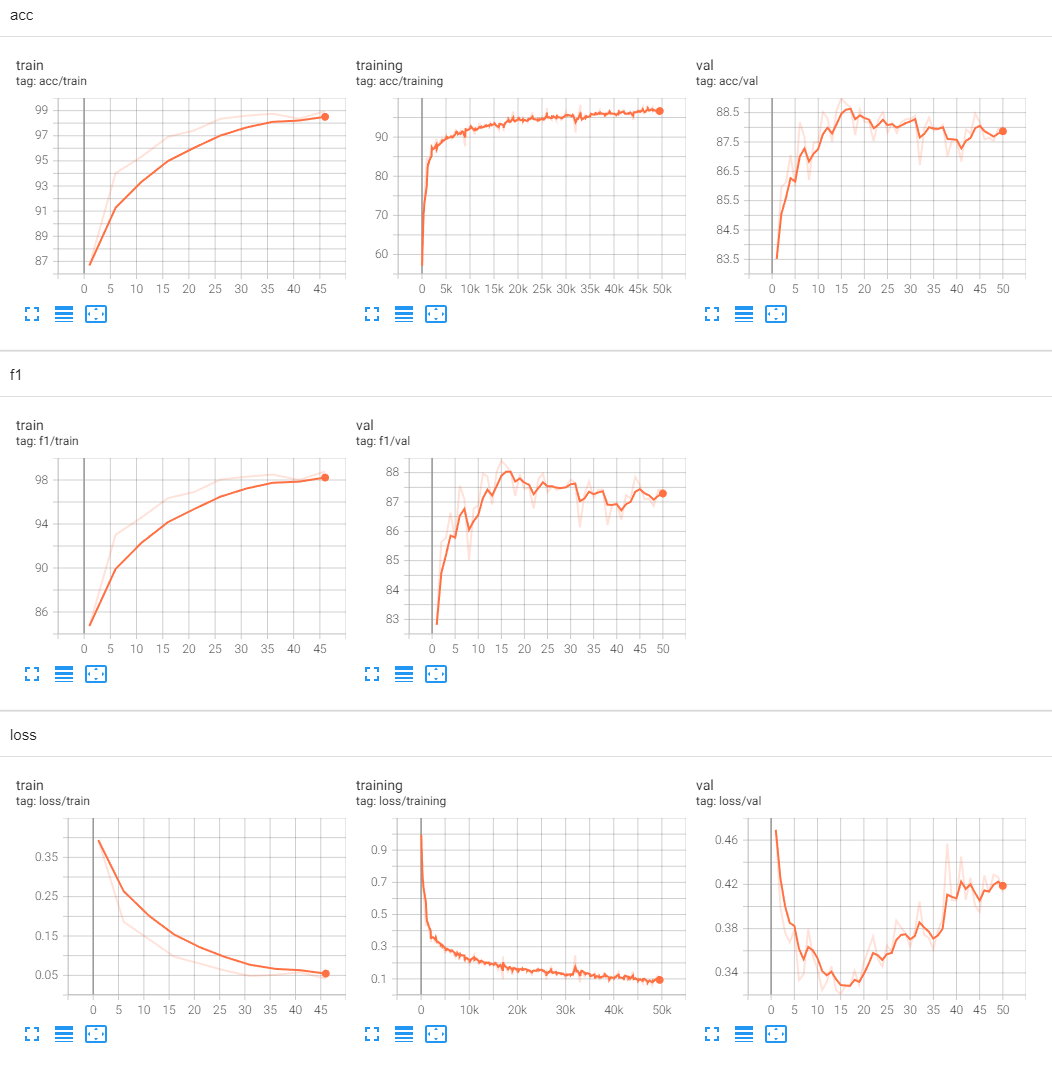 acc
train
tag: acc/train
99
97
95
93
91
89
87
0 5 10 15 20 25 30 35 40 45
training
tag: acc/training
90
80
70
60
0 5k 10k 15k 20k 25k 30k 35k 40k 45k 50k
val
tag: acc/val
88.5
87.5
86.5
85.5
84.5
83.5
0 5 10 15 20 25 30 35 40 45 50
f1
train
tag: f1/train
98
94
90
86
0 5 10 15 20 25 30 35 40 45
val
tag: f1/val
88
87
86
85
84
83
0 5 10 15 20 25 30 35 40 45 50
loss
train
tag: loss/train
0.35
0.25
0.15
0.05
0 5 10 15 20 25 30 35 40 45
training
tag: loss/training
0.9
0.7
0.5
0.3
0.1
0 10k 20k 30k 40k 50k
val
tag: loss/val
0.46
0.42
0.38
0.34
0 5 10 15 20 25 30 35 40 45 50